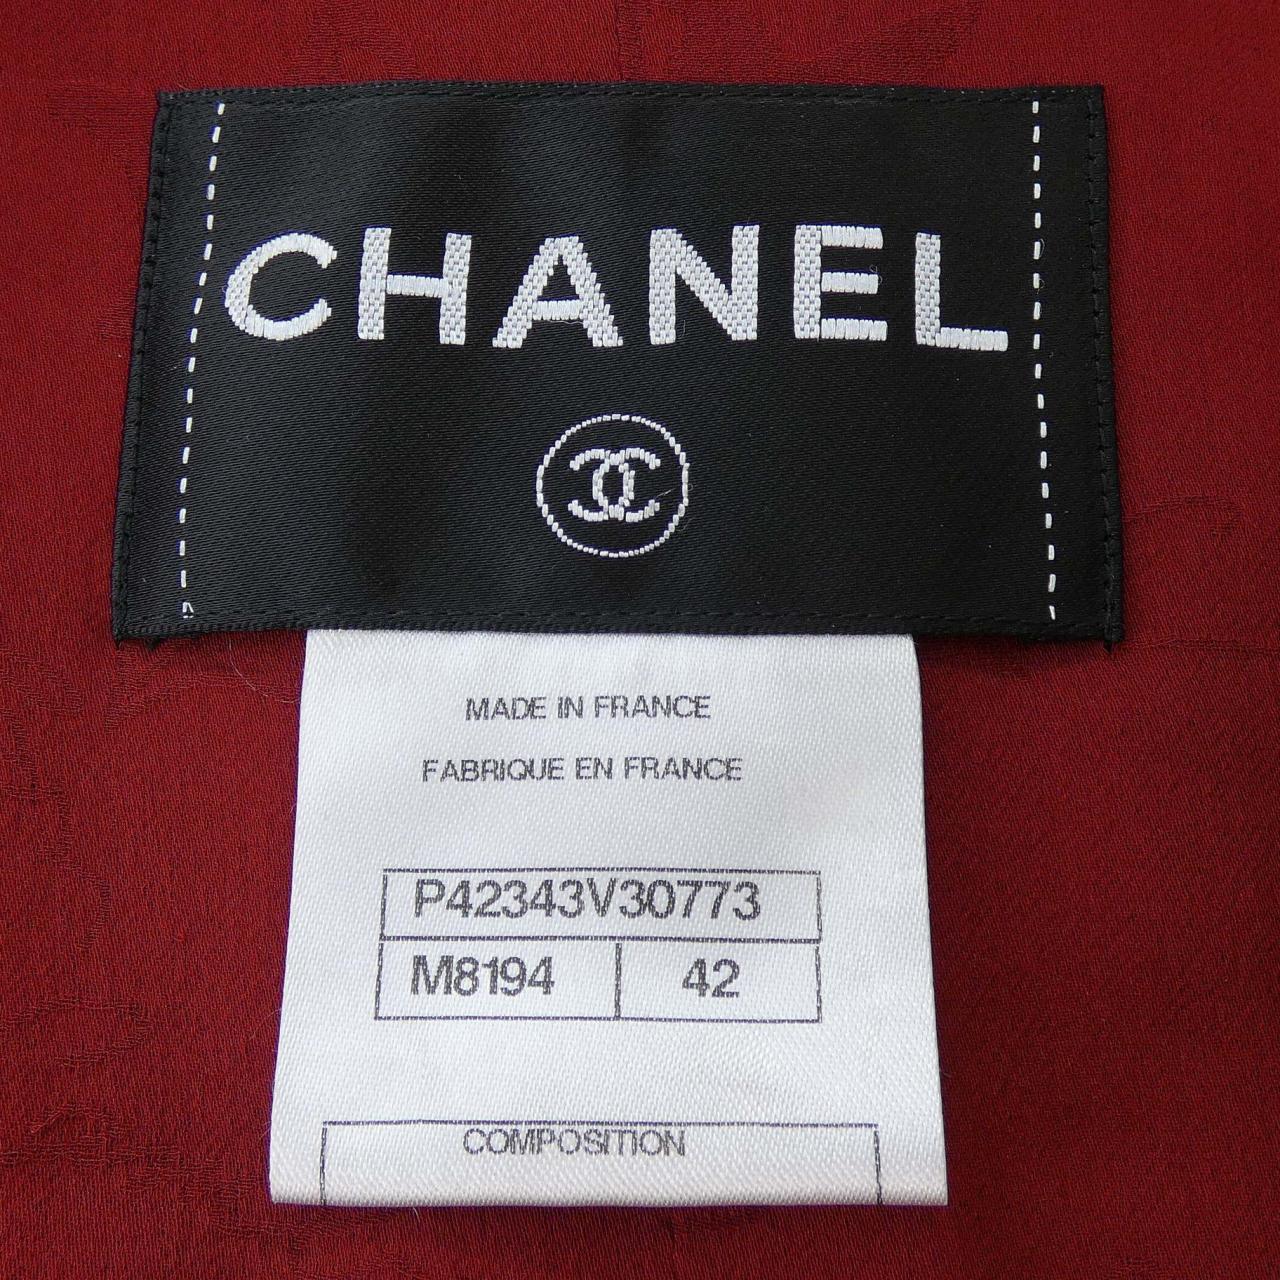 CHANEL
MADE IN FRANCE
FABRIQUE EN FRANCE
P42343V30773
M8194 42
COMPOSITION